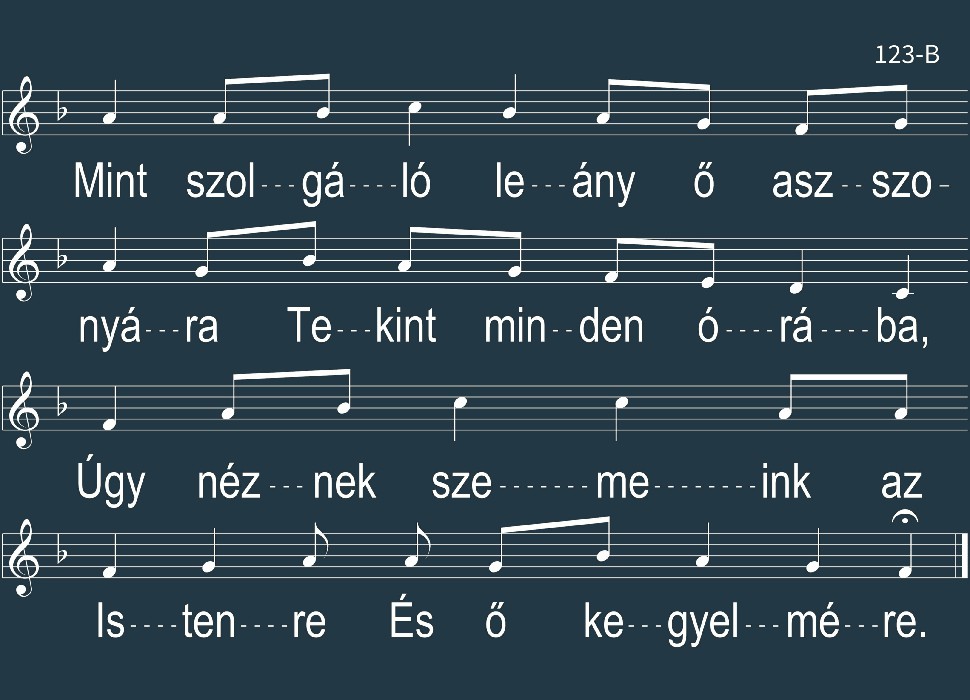 123-B
Mint szol---gá----ló le---ány ő asz--szo-
nyá---ra Te---kint min--den ó----rá----ba,
Úgy néz---nek sze-------me--------ink az
Is----ten----re És ő ke---gyel---mé---re.